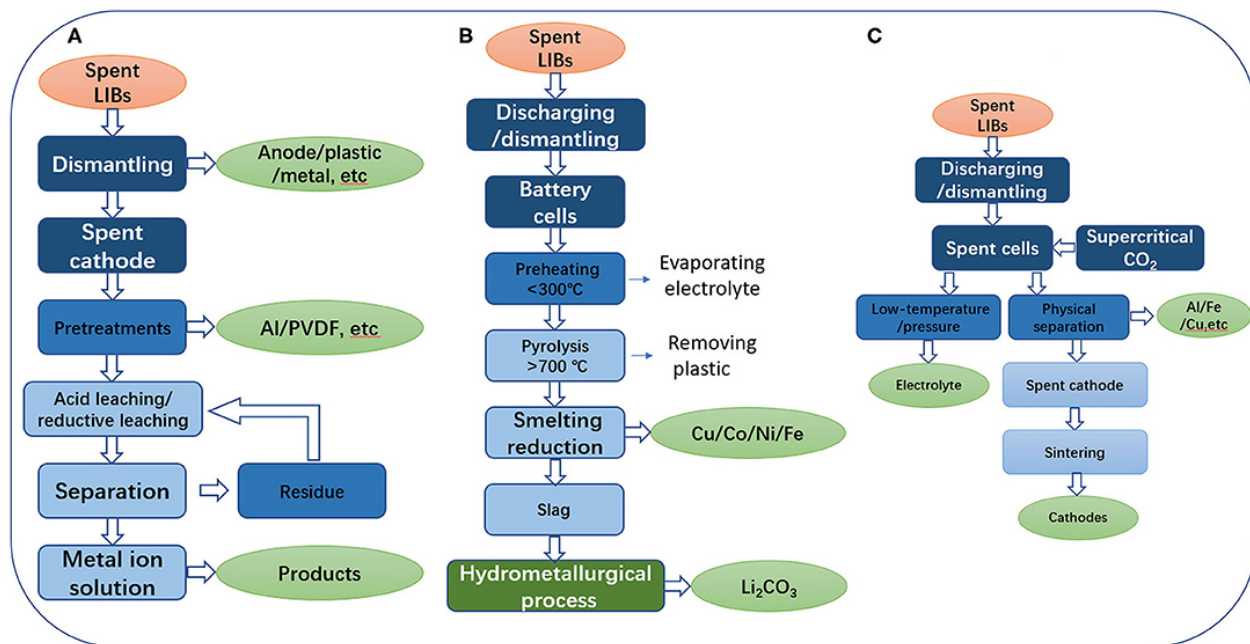 A
Spent
LIBs
Dismantling
Anode/plastic
/metal, etc
Spent
cathode
Pretreatments
Al/PVDF, etc
Acid leaching/
reductive leaching
Separation
Residue
Metal ion
solution
Products
B
Spent
LIBs
Discharging
/dismantling
Battery
cells
Preheating
<300℃
Evaporating
electrolyte
Pyrolysis
>700 ℃
Removing
plastic
Smelting
reduction
Cu/Co/Ni/Fe
Slag
Hydrometallurgical
process
Li₂CO₃
C
Spent
LIBs
Discharging
/dismantling
Spent cells
Supercritical
CO₂
Low-temperature
/pressure
Physical
separation
Al/Fe
/Cu,etc
Electrolyte
Spent cathode
Sintering
Cathodes